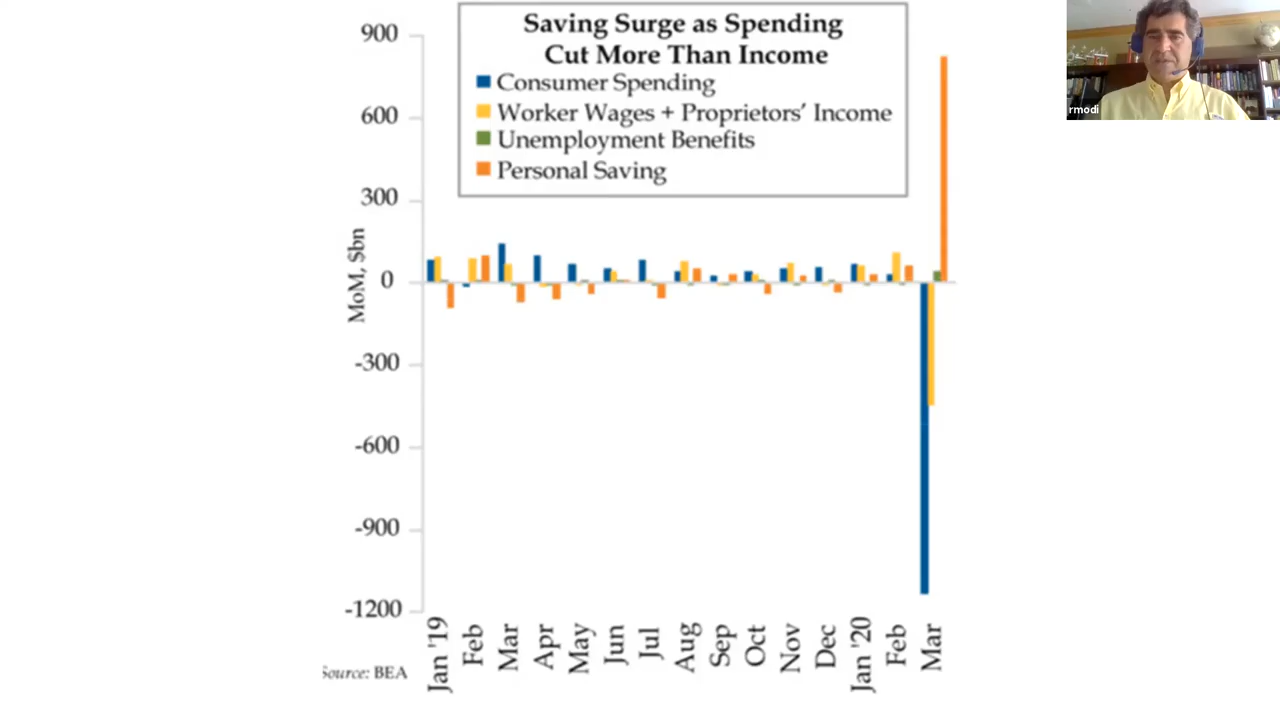 Saving Surge as Spending
Cut More Than Income
Consumer Spending
Worker Wages + Proprietors' Income
Unemployment Benefits
Personal Saving
MoM, $bn
900
600
300
0
-300
-600
-900
-1200
Jan '19
Feb
Mar
Apr
May
Jun
Jul
Aug
Sep
Oct
Nov
Dec
Jan '20
Feb
Mar
Source: BEA
rmodi